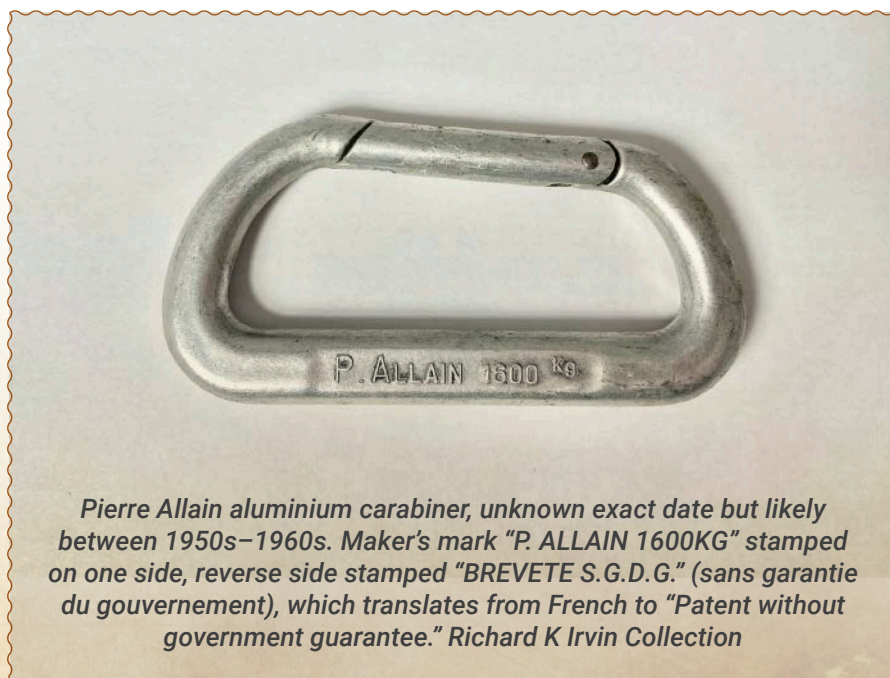 P. ALLAIN 1600 Kg
Pierre Allain aluminium carabiner, unknown exact date but likely
between 1950s–1960s. Maker’s mark “P. ALLAIN 1600KG” stamped
on one side, reverse side stamped “BREVETE S.G.D.G.” (sans garantie
du gouvernement), which translates from French to “Patent without
government guarantee.” Richard K Irvin Collection